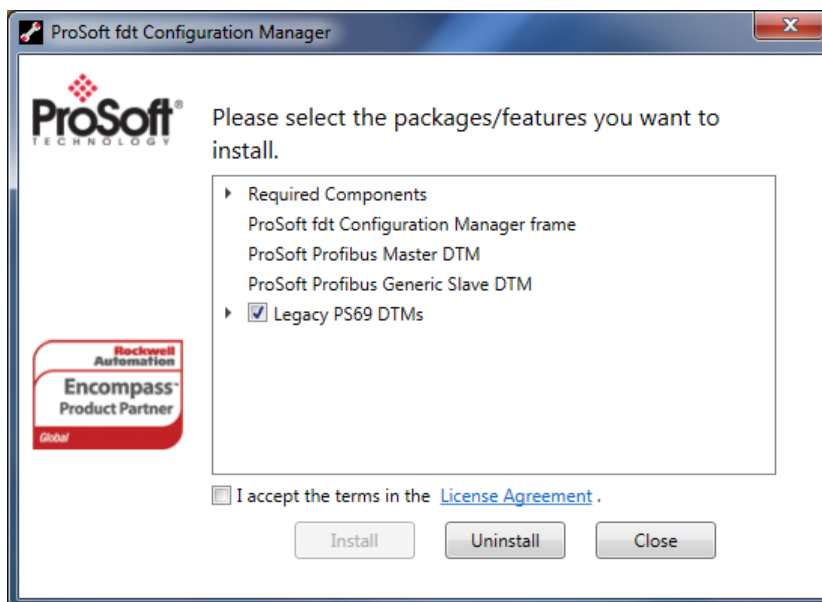 ProSoft fdt Configuration Manager
ProSoft®
TECHNOLOGY
Please select the packages/features you want to
install.
Required Components
ProSoft fdt Configuration Manager frame
ProSoft Profibus Master DTM
ProSoft Profibus Generic Slave DTM
Legacy PS69 DTMs
Rockwell
Automation
Encompass™
Product Partner
Global
I accept the terms in the License Agreement .
Install Uninstall Close